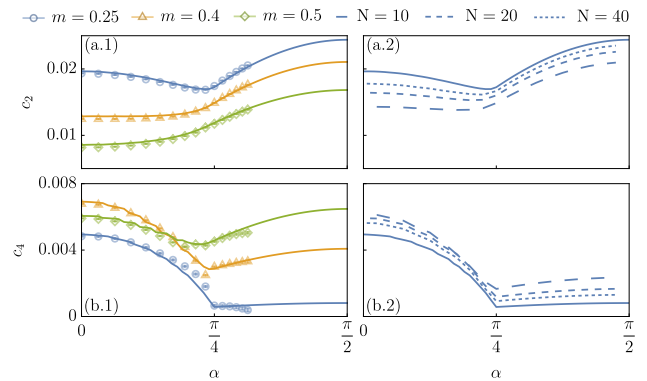 m = 0.25 m = 0.4 m = 0.5 N = 10 N = 20 N = 40
(a.1) (a.2)
0.02
c₂
0.01
0.008
0.004
c₄
0
(b.1) (b.2)
0 π/4 π/2 0 π/4 π/2
α α